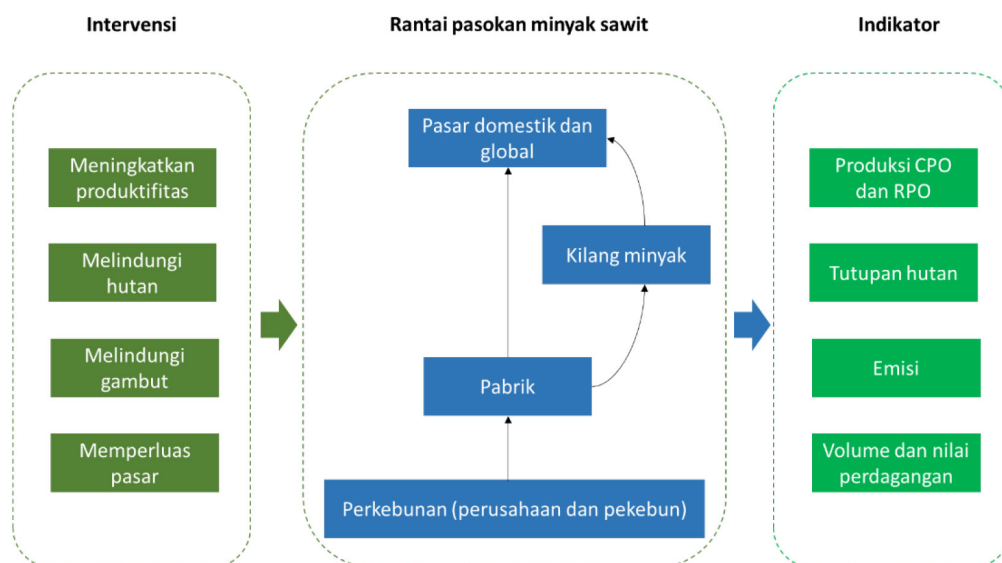 Intervensi
Meningkatkan
produktifitas
Melindungi
hutan
Melindungi
gambut
Memperluas
pasar
Rantai pasokan minyak sawit
Pasar domestik dan
global
Kilang minyak
Pabrik
Perkebunan (perusahaan dan pekebun)
Indikator
Produksi CPO
dan RPO
Tutupan hutan
Emisi
Volume dan nilai
perdagangan